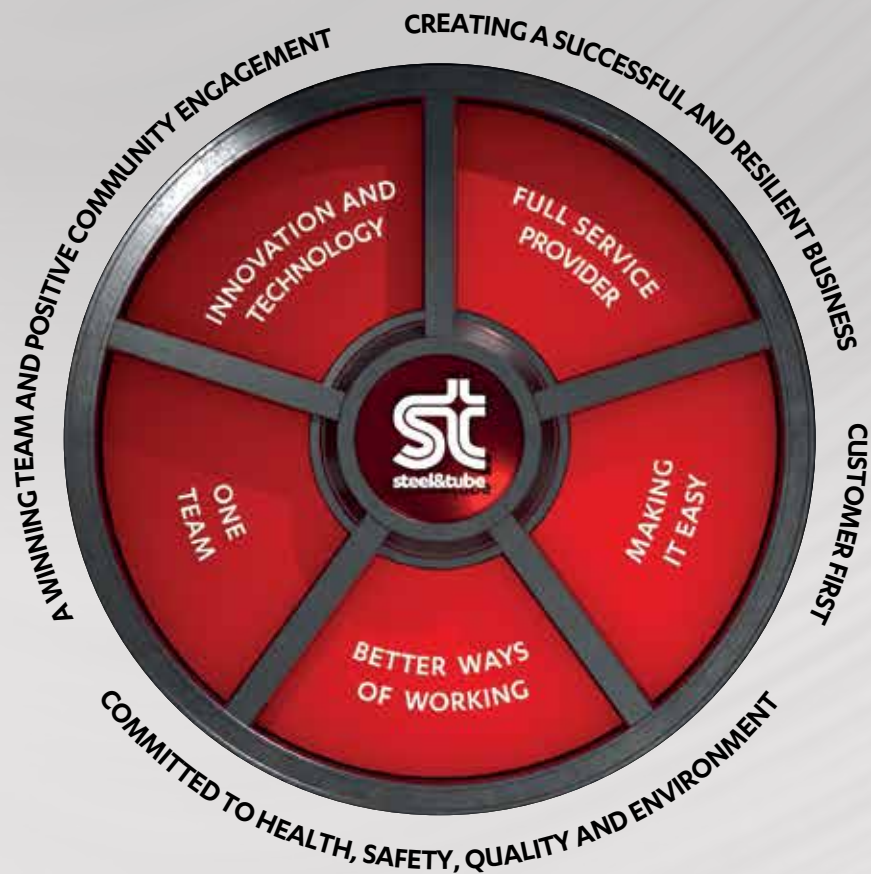 CREATING A SUCCESSFUL AND RESILIENT BUSINESS
CUSTOMER FIRST
COMMITTED TO HEALTH, SAFETY, QUALITY AND ENVIRONMENT
A WINNING TEAM AND POSITIVE COMMUNITY ENGAGEMENT
INNOVATION AND
TECHNOLOGY
FULL SERVICE
PROVIDER
MAKING
IT EASY
BETTER WAYS
OF WORKING
ONE
TEAM
st
steel&tube